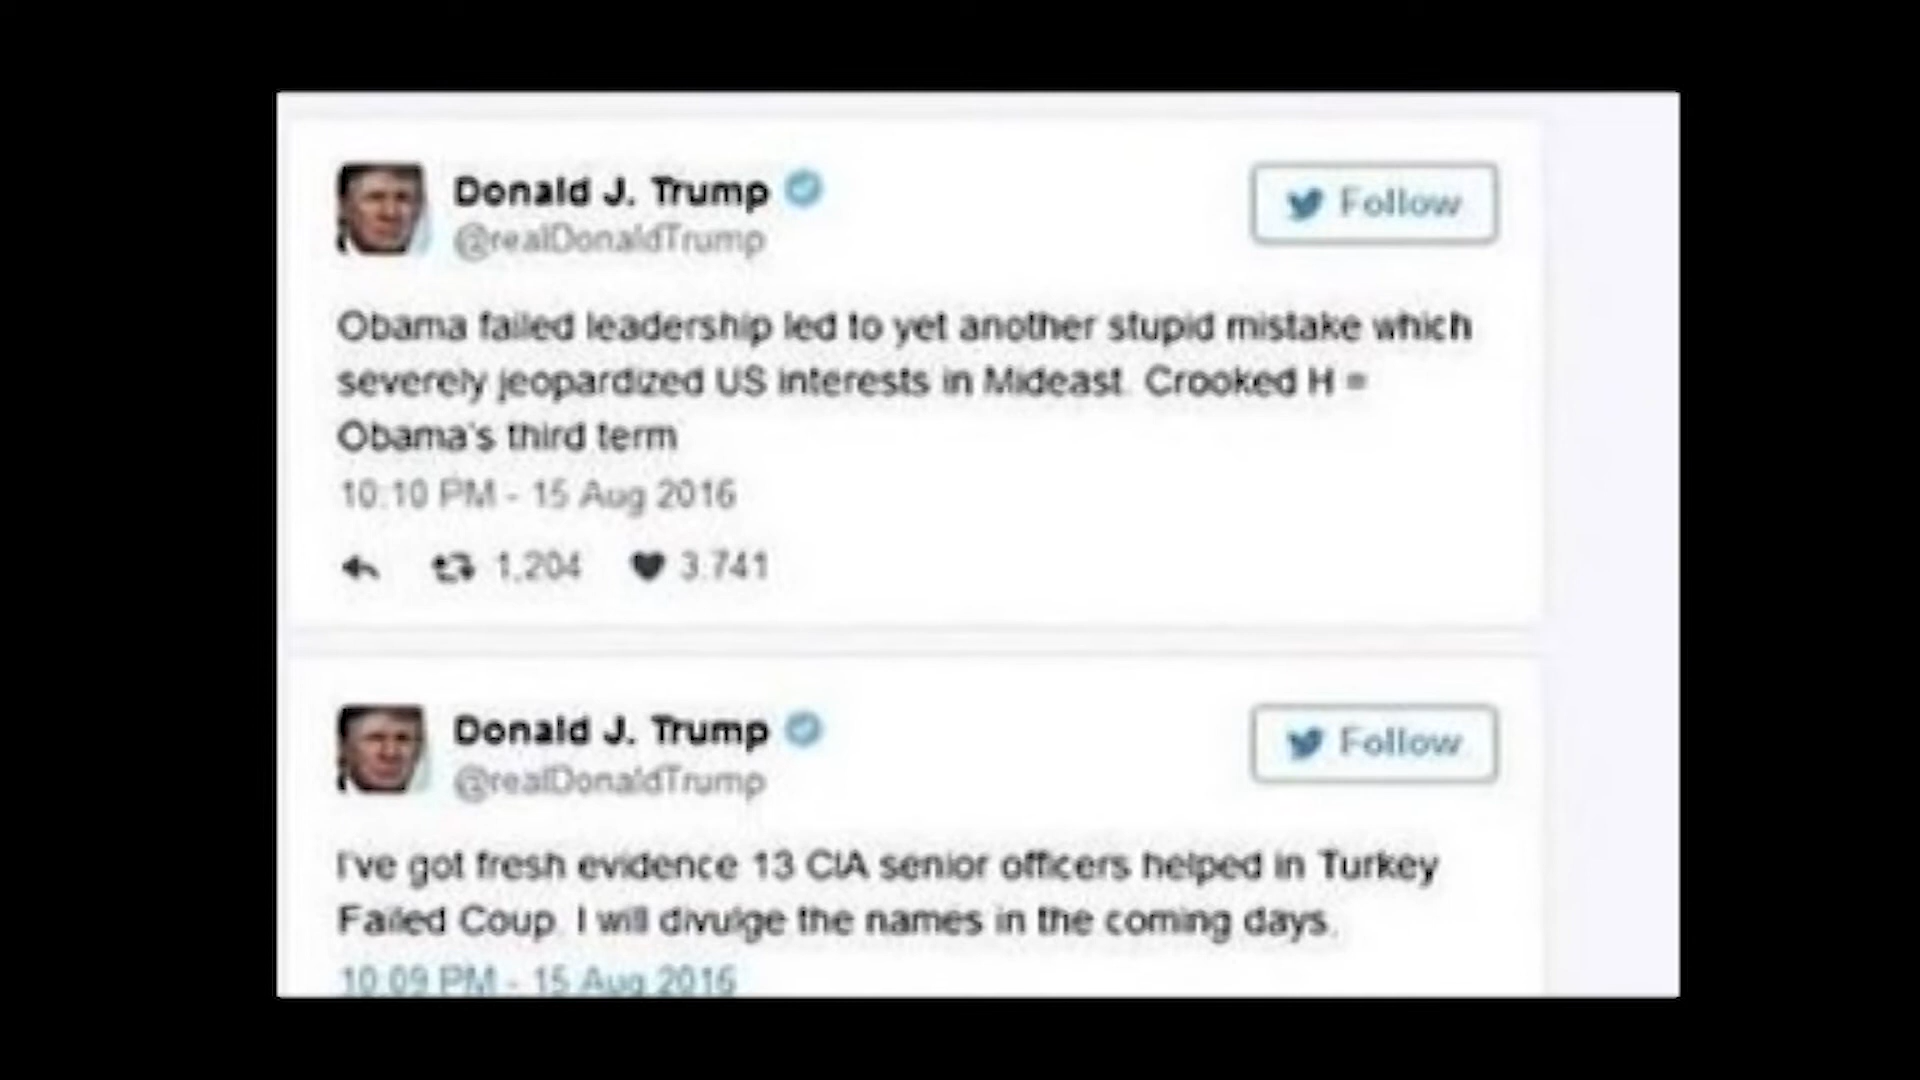 Donald J. Trump
@realDonaldTrump
Follow
Obama failed leadership led to yet another stupid mistake which
severely jeopardized US interests in Mideast. Crooked H =
Obama's third term
10:10 PM - 15 Aug 2016
1,204 3.741
Donald J. Trump
@realDonaldTrump
Follow
I've got fresh evidence 13 CIA senior officers helped in Turkey
Failed Coup. I will divulge the names in the coming days.
10:09 PM - 15 Aug 2016